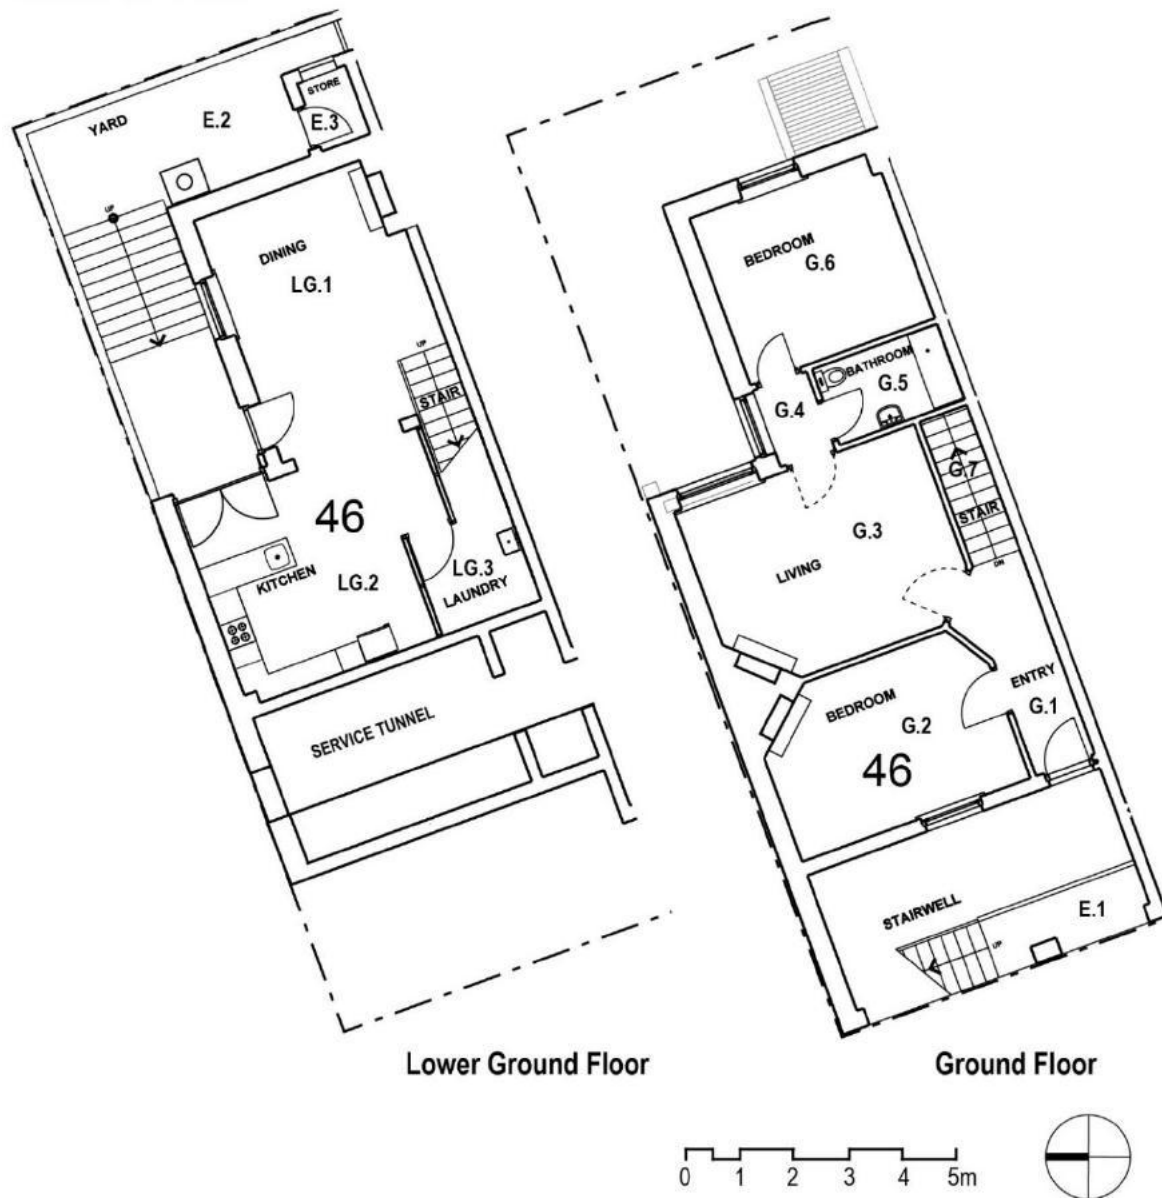 STORE
E.3
YARD
E.2
UP
DINING
LG.1
UP
STAIR
46
KITCHEN
LG.2
LG.3
LAUNDRY
SERVICE TUNNEL
Lower Ground Floor
BEDROOM
G.6
BATHROOM
G.5
G.4
G.7
STAIR
DN
G.3
LIVING
ENTRY
G.1
BEDROOM
G.2
46
STAIRWELL
E.1
UP
Ground Floor
0 1 2 3 4 5m